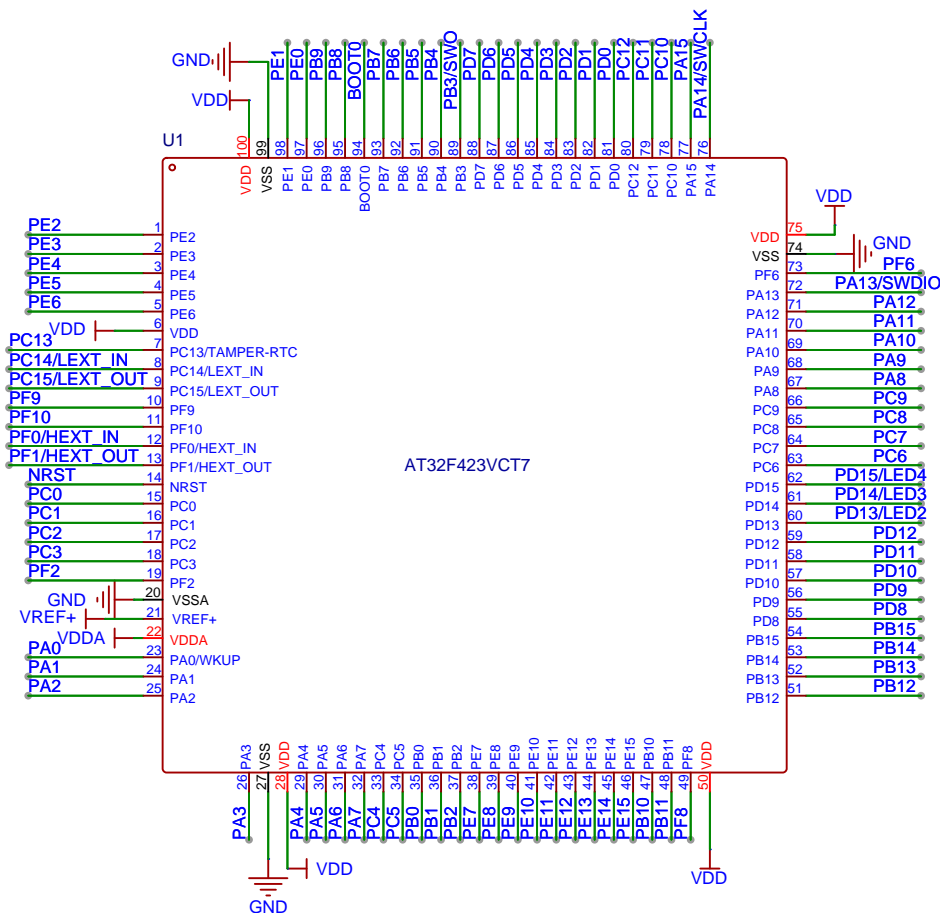 GND
VDD
PE1
PE0
PB9
PB8
BOOT0
PB7
PB6
PB5
PB4
PB3/SWO
PD7
PD6
PD5
PD4
PD3
PD2
PD1
PD0
PC12
PC11
PC10
PA15
PA14/SWCLK
U1
100 VDD
99 VSS
98 PE1
97 PE0
96 PB9
95 PB8
94 BOOT0
93 PB7
92 PB6
91 PB5
90 PB4
89 PB3
88 PD7
87 PD6
86 PD5
85 PD4
84 PD3
83 PD2
82 PD1
81 PD0
80 PC12
79 PC11
78 PC10
77 PA15
76 PA14
PE2 1 PE2
PE3 2 PE3
PE4 3 PE4
PE5 4 PE5
PE6 5 PE6
VDD 6 VDD
PC13 7 PC13/TAMPER-RTC
PC14/LEXT_IN 8 PC14/LEXT_IN
PC15/LEXT_OUT 9 PC15/LEXT_OUT
PF9 10 PF9
PF10 11 PF10
PF0/HEXT_IN 12 PF0/HEXT_IN
PF1/HEXT_OUT 13 PF1/HEXT_OUT
NRST 14 NRST
PC0 15 PC0
PC1 16 PC1
PC2 17 PC2
PC3 18 PC3
PF2 19 PF2
GND 20 VSSA
VREF+ 21 VREF+
VDDA 22 VDDA
PA0 23 PA0/WKUP
PA1 24 PA1
PA2 25 PA2
AT32F423VCT7
VDD 75 VDD
VSS 74 GND
PF6 73 PF6
PA13 72 PA13/SWDIO
PA12 71 PA12
PA11 70 PA11
PA10 69 PA10
PA9 68 PA9
PA8 67 PA8
PC9 66 PC9
PC8 65 PC8
PC7 64 PC7
PC6 63 PC6
PD15 62 PD15/LED4
PD14 61 PD14/LED3
PD13 60 PD13/LED2
PD12 59 PD12
PD11 58 PD11
PD10 57 PD10
PD9 56 PD9
PD8 55 PD8
PB15 54 PB15
PB14 53 PB14
PB13 52 PB13
PB12 51 PB12
PA3 26 PA3
VSS 27 GND
VDD 28 VDD
PA4 29 PA4
PA5 30 PA5
PA6 31 PA6
PA7 32 PA7
PC4 33 PC4
PC5 34 PC5
PB0 35 PB0
PB1 36 PB1
PB2 37 PB2
PE7 38 PE7
PE8 39 PE8
PE9 40 PE9
PE10 41 PE10
PE11 42 PE11
PE12 43 PE12
PE13 44 PE13
PE14 45 PE14
PE15 46 PE15
PB10 47 PB10
PB11 48 PB11
PF8 49 PF8
VDD 50 VDD